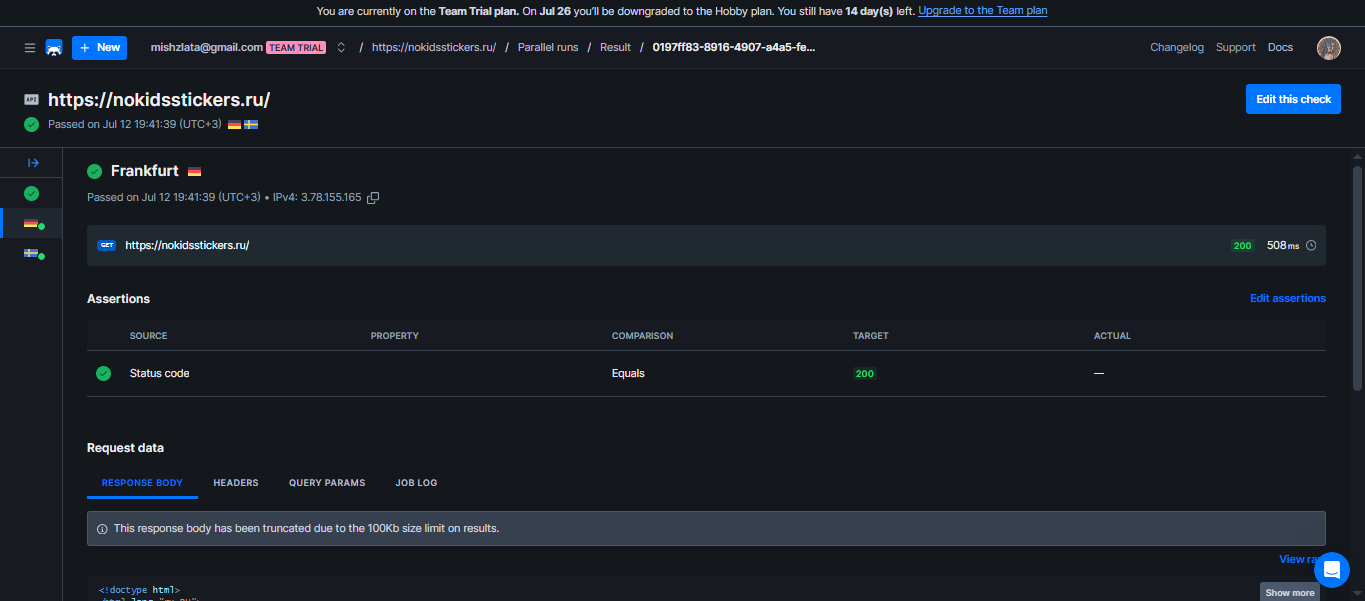 You are currently on the Team Trial plan. On Jul 26 you'll be downgraded to the Hobby plan. You still have 14 day(s) left. Upgrade to the Team plan
+ New mishzlata@gmail.com TEAM TRIAL / https://nokidsstickers.ru/ / Parallel runs / Result / 0197ff83-8916-4907-a4a5-fe... Changelog Support Docs
API https://nokidsstickers.ru/ Edit this check
Passed on Jul 12 19:41:39 (UTC+3)
Frankfurt
Passed on Jul 12 19:41:39 (UTC+3) • IPv4: 3.78.155.165
GET https://nokidsstickers.ru/ 200 508 ms
Assertions Edit assertions
SOURCE PROPERTY COMPARISON TARGET ACTUAL
Status code Equals 200 —
Request data
RESPONSE BODY HEADERS QUERY PARAMS JOB LOG
This response body has been truncated due to the 100Kb size limit on results.
View
<!doctype html>
Show more